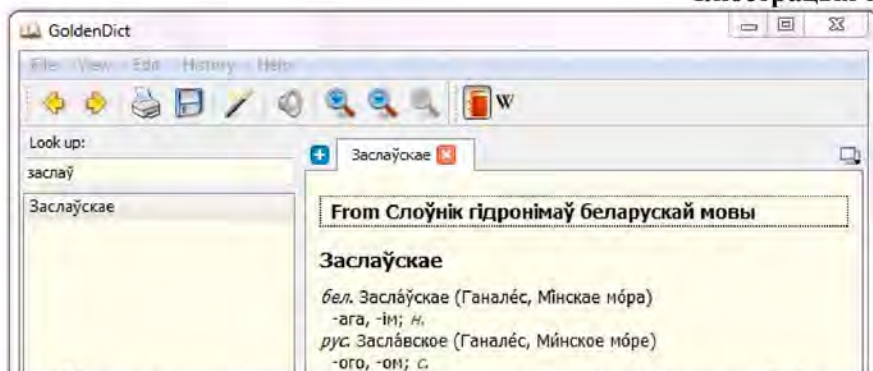 GoldenDict
File View Edit History Help
W
Look up:
заслаў
Заслаўскае
Заслаўскае
From Слоўнік гідронімаў беларускай мовы
Заслаўскае
бел. Засла́ўскае (Ганале́с, Мі́нскае мо́ра)
-ага, -ім; н.
рус. Засла́вское (Ганале́с, Ми́нское мо́ре)
-ого, -ом; с.